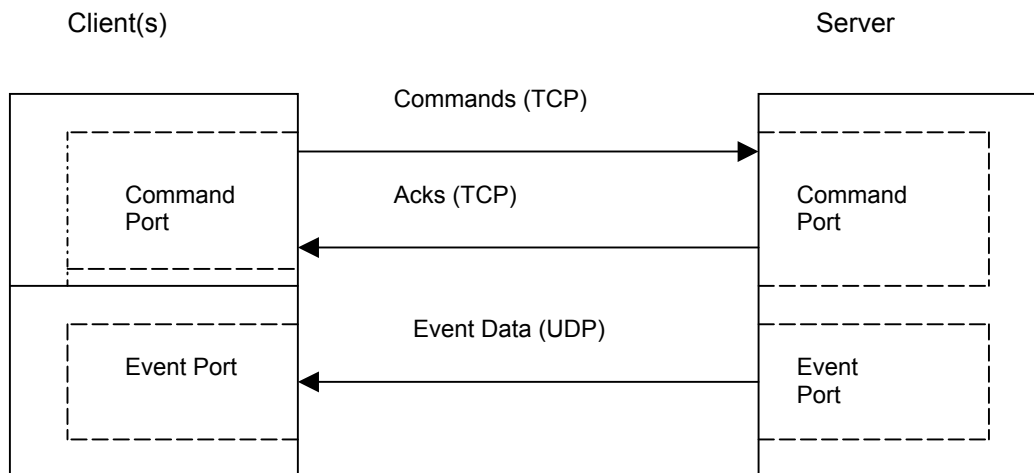 Client(s)
Server
Commands (TCP)
Command
Port
Acks (TCP)
Command
Port
Event Data (UDP)
Event Port
Event
Port